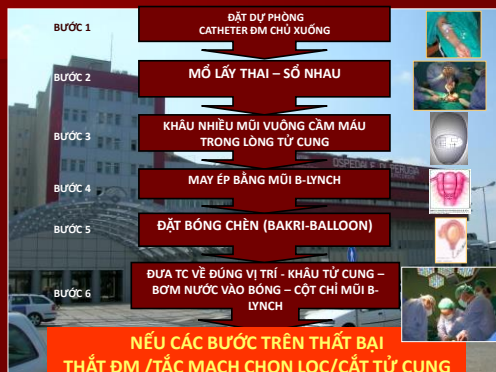 BƯỚC 1
ĐẶT DỰ PHÒNG
CATHETER ĐM CHỦ XUỐNG
BƯỚC 2
MỔ LẤY THAI – SỔ NHAU
BƯỚC 3
KHÂU NHIỀU MŨI VUÔNG CẦM MÁU
TRONG LÒNG TỬ CUNG
BƯỚC 4
MAY ÉP BẰNG MŨI B-LYNCH
BƯỚC 5
ĐẶT BÓNG CHÈN (BAKRI-BALLOON)
BƯỚC 6
ĐƯA TC VỀ ĐÚNG VỊ TRÍ - KHÂU TỬ CUNG –
BƠM NƯỚC VÀO BÓNG – CỘT CHỈ MŨI B-
LYNCH
OSPEDALE DI PERUGIA
NẾU CÁC BƯỚC TRÊN THẤT BẠI
THẮT ĐM /TẮC MẠCH CHỌN LỌC/CẮT TỬ CUNG